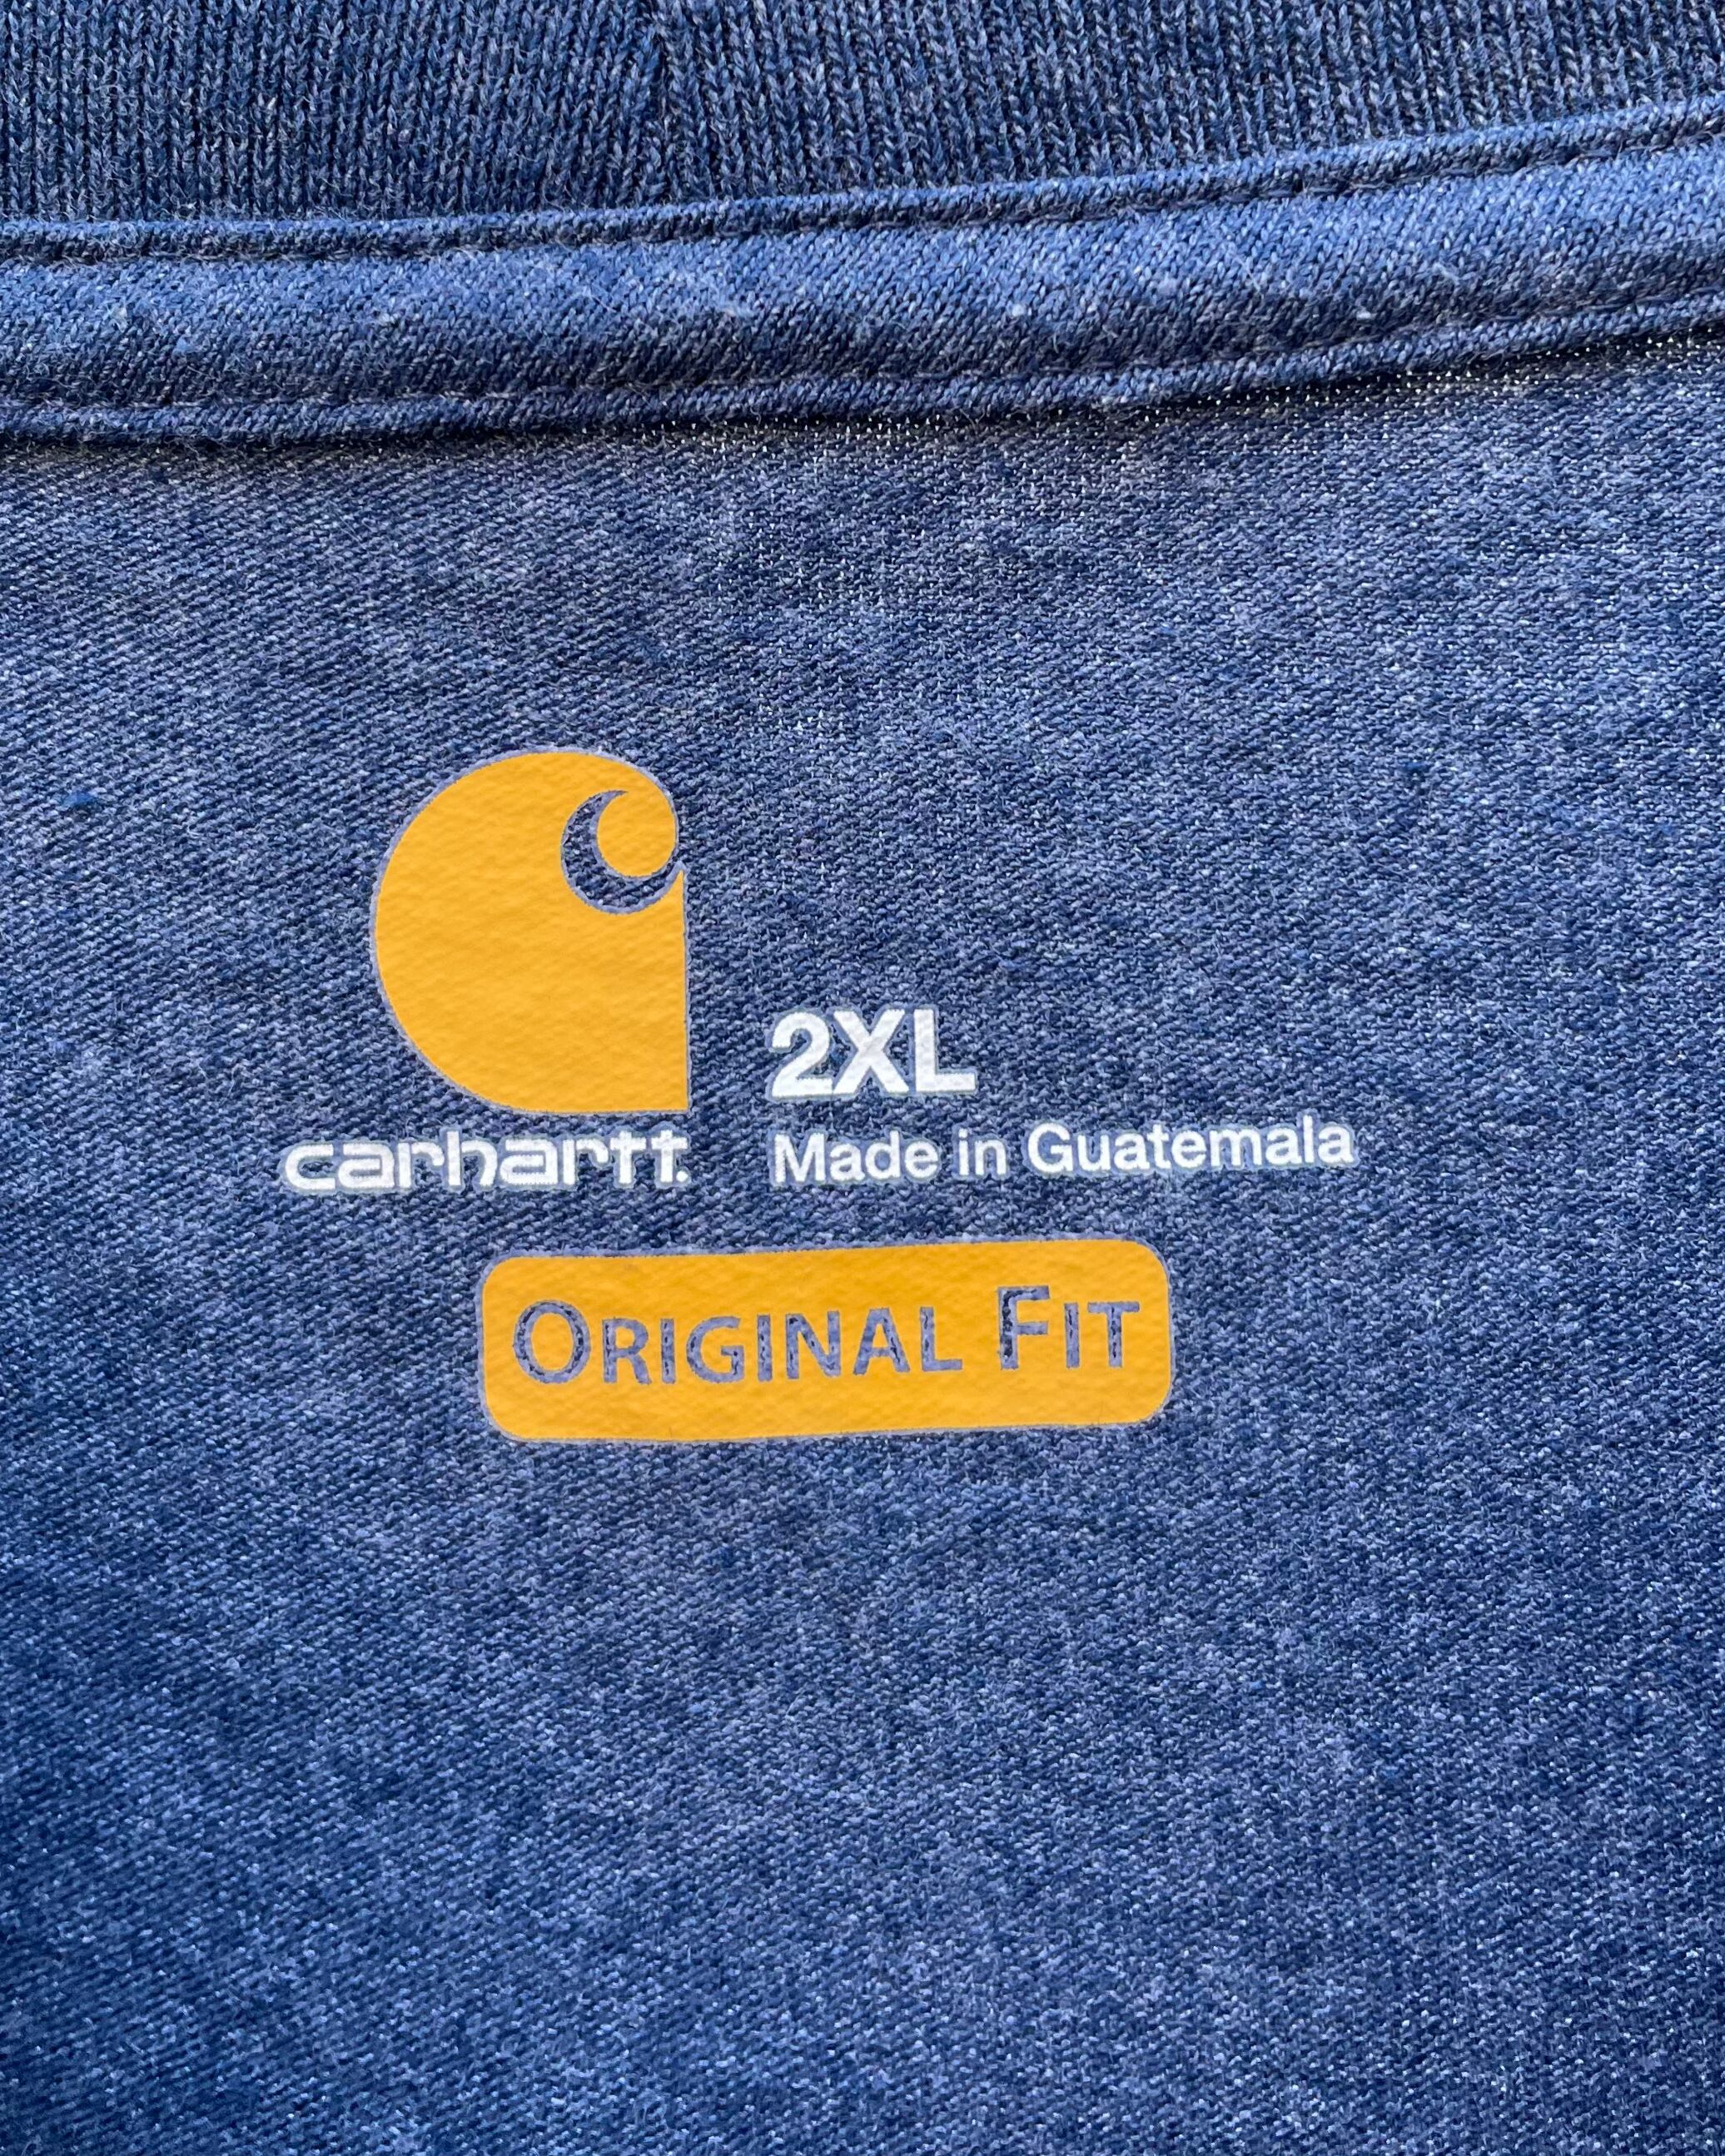 2XL
carhartt.
Made in Guatemala
ORIGINAL FIT